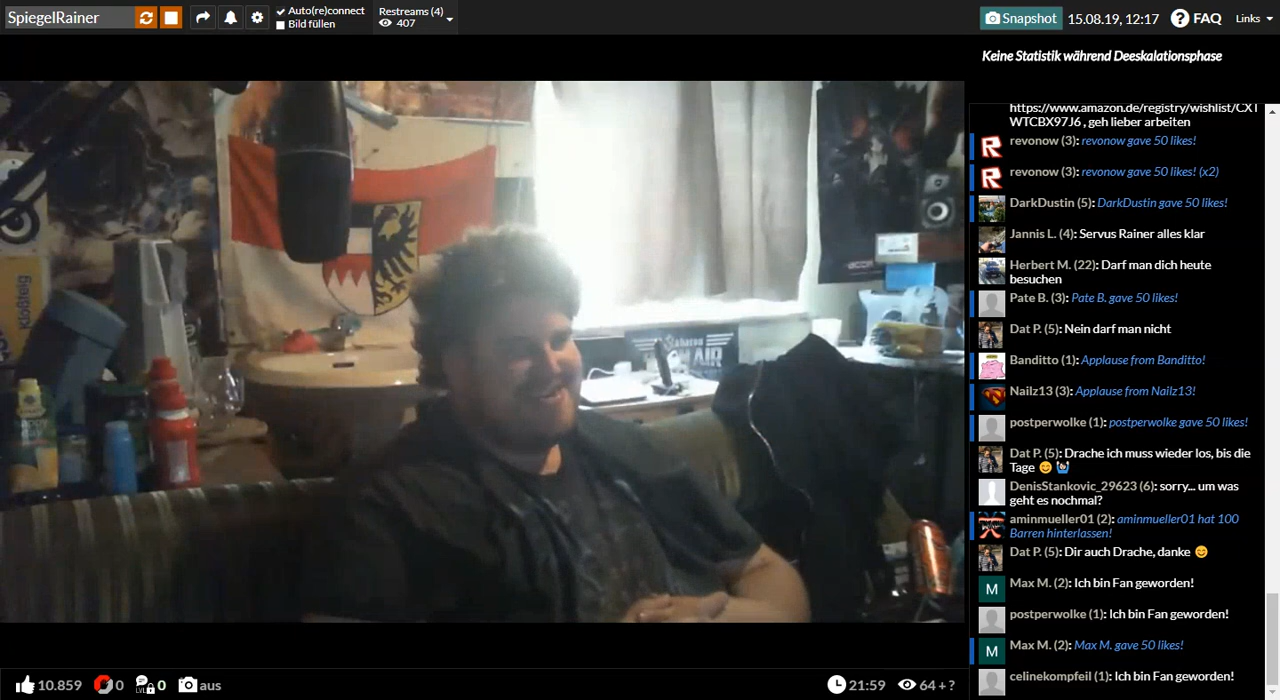 SpiegelRainer
Auto(re)connect
Bild füllen
Restreams (4)
407
Snapshot
15.08.19, 12:17
? FAQ
Links
Keine Statistik während Deeskalationsphase
https://www.amazon.de/registry/wishlist/CXT
WTCBX97J6 , geh lieber arbeiten
revonow (3): revonow gave 50 likes!
revonow (3): revonow gave 50 likes! (x2)
DarkDustin (5): DarkDustin gave 50 likes!
Jannis L. (4): Servus Rainer alles klar
Herbert M. (22): Darf man dich heute
besuchen
Pate B. (3): Pate B. gave 50 likes!
Dat P. (5): Nein darf man nicht
Banditto (1): Applause from Banditto!
Nailz13 (3): Applause from Nailz13!
postperwolke (1): postperwolke gave 50 likes!
Dat P. (5): Drache ich muss wieder los, bis die
Tage 😊 🙋🏻‍♂️
DenisStankovic_29623 (6): sorry... um was
geht es nochmal?
aminmueller01 (2): aminmueller01 hat 100
Barren hinterlassen!
Dat P. (5): Dir auch Drache, danke 😊
M
Max M. (2): Ich bin Fan geworden!
postperwolke (1): Ich bin Fan geworden!
M
Max M. (2): Max M. gave 50 likes!
celinekompfeil (1): Ich bin Fan geworden!
10.859
0
LVL
0
aus
21:59
64 + ?